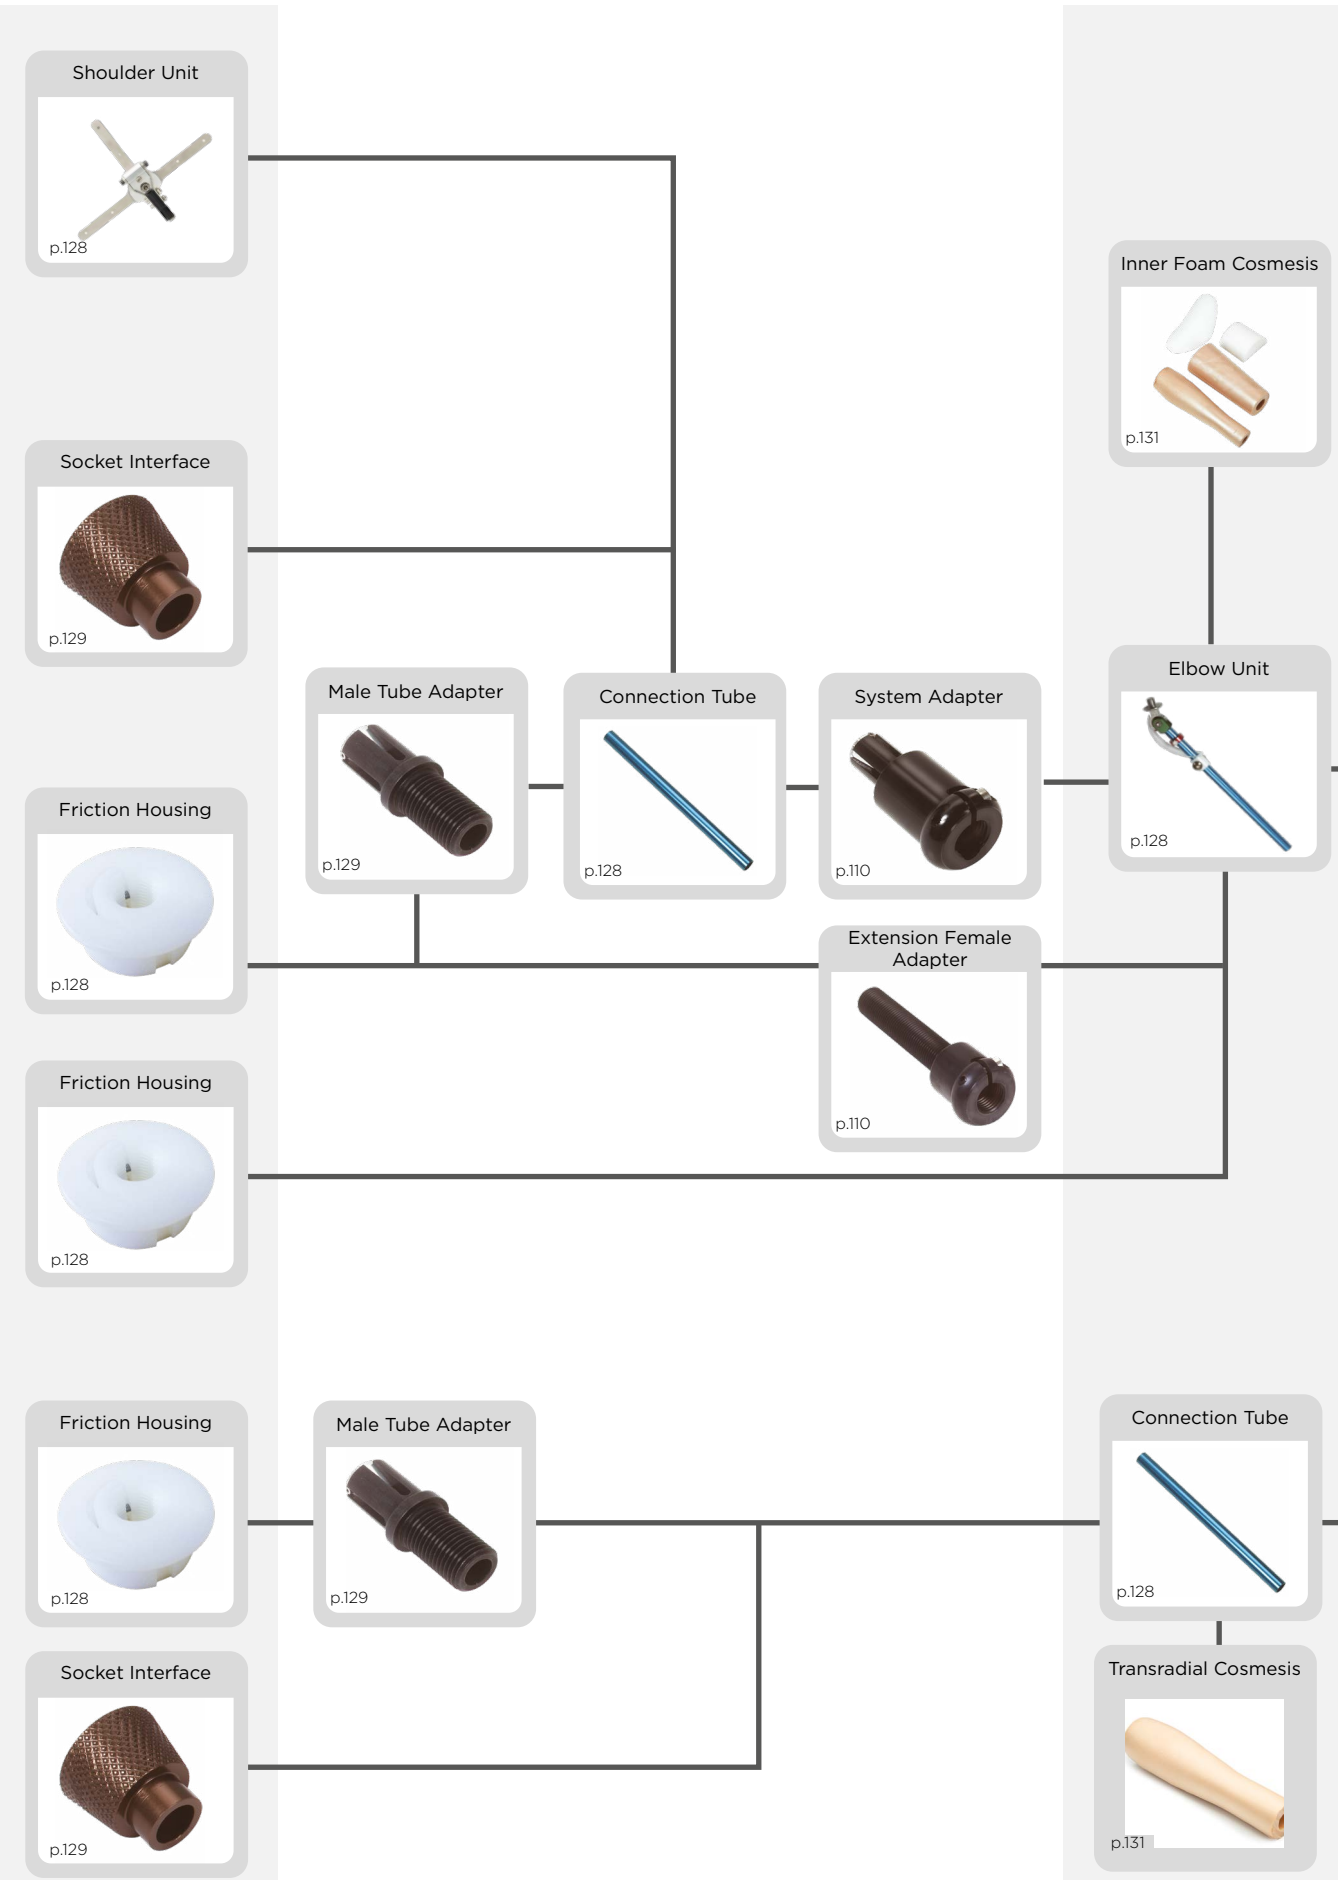 Shoulder Unit
p.128
Inner Foam Cosmesis
p.131
Socket Interface
p.129
Male Tube Adapter
p.129
Connection Tube
p.128
System Adapter
p.110
Elbow Unit
p.128
Friction Housing
p.128
Extension Female
Adapter
p.110
Friction Housing
p.128
Friction Housing
p.128
Male Tube Adapter
p.129
Connection Tube
p.128
Socket Interface
p.129
Transradial Cosmesis
p.131